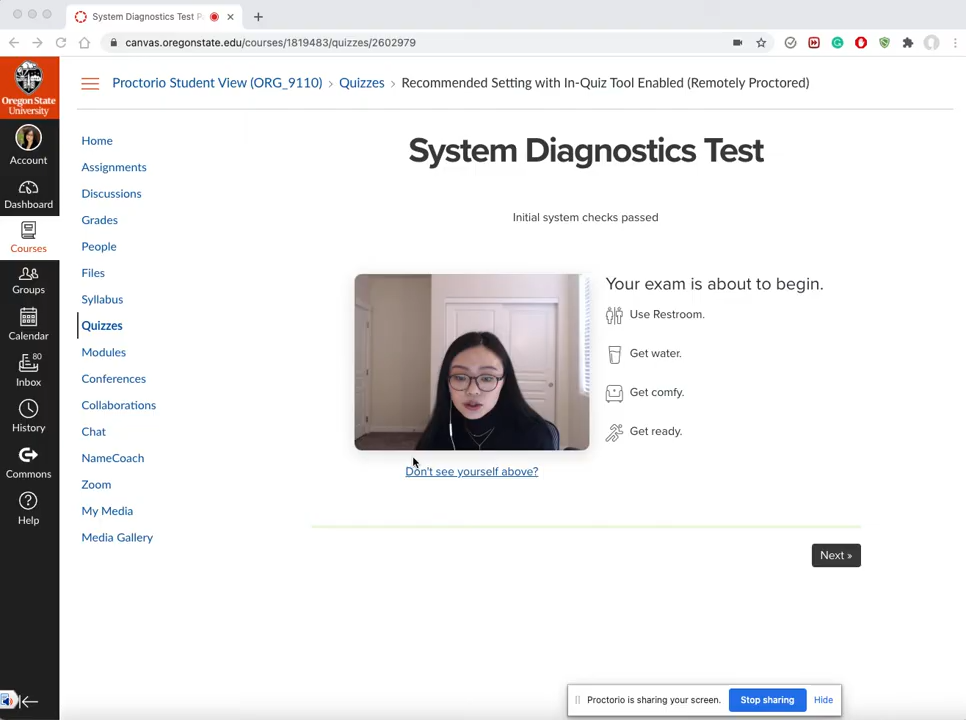 System Diagnostics Test P
canvas.oregonstate.edu/courses/1819483/quizzes/2602979
Oregon State
University
Account
Dashboard
Courses
Groups
Calendar
80
Inbox
History
Commons
Help
Proctorio Student View (ORG_9110) › Quizzes › Recommended Setting with In-Quiz Tool Enabled (Remotely Proctored)
Home
Assignments
Discussions
Grades
People
Files
Syllabus
Quizzes
Modules
Conferences
Collaborations
Chat
NameCoach
Zoom
My Media
Media Gallery
System Diagnostics Test
Initial system checks passed
Your exam is about to begin.
Use Restroom.
Get water.
Get comfy.
Get ready.
Don't see yourself above?
Next »
Proctorio is sharing your screen. Stop sharing Hide